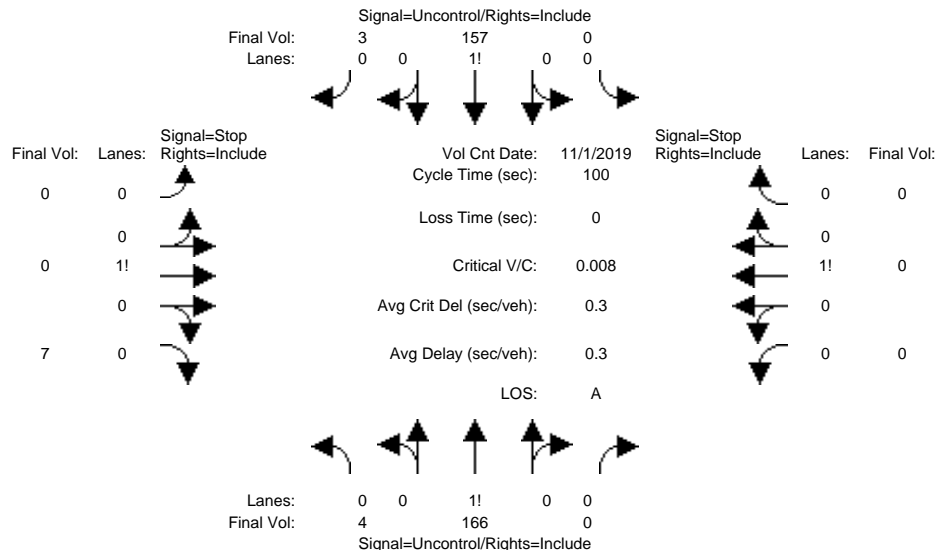 Signal=Uncontrol/Rights=Include
Final Vol: 3 157 0
Lanes: 0 0 1! 0 0
Signal=Stop Signal=Stop
Final Vol: Lanes: Rights=Include Vol Cnt Date: 11/1/2019 Rights=Include Lanes: Final Vol:
Cycle Time (sec): 100
0 0 0 0
Loss Time (sec): 0
0 0
0 1! Critical V/C: 0.008 1! 0
0 Avg Crit Del (sec/veh): 0.3 0
7 0 Avg Delay (sec/veh): 0.3 0 0
LOS: A
Lanes: 0 0 1! 0 0
Final Vol: 4 166 0
Signal=Uncontrol/Rights=Include